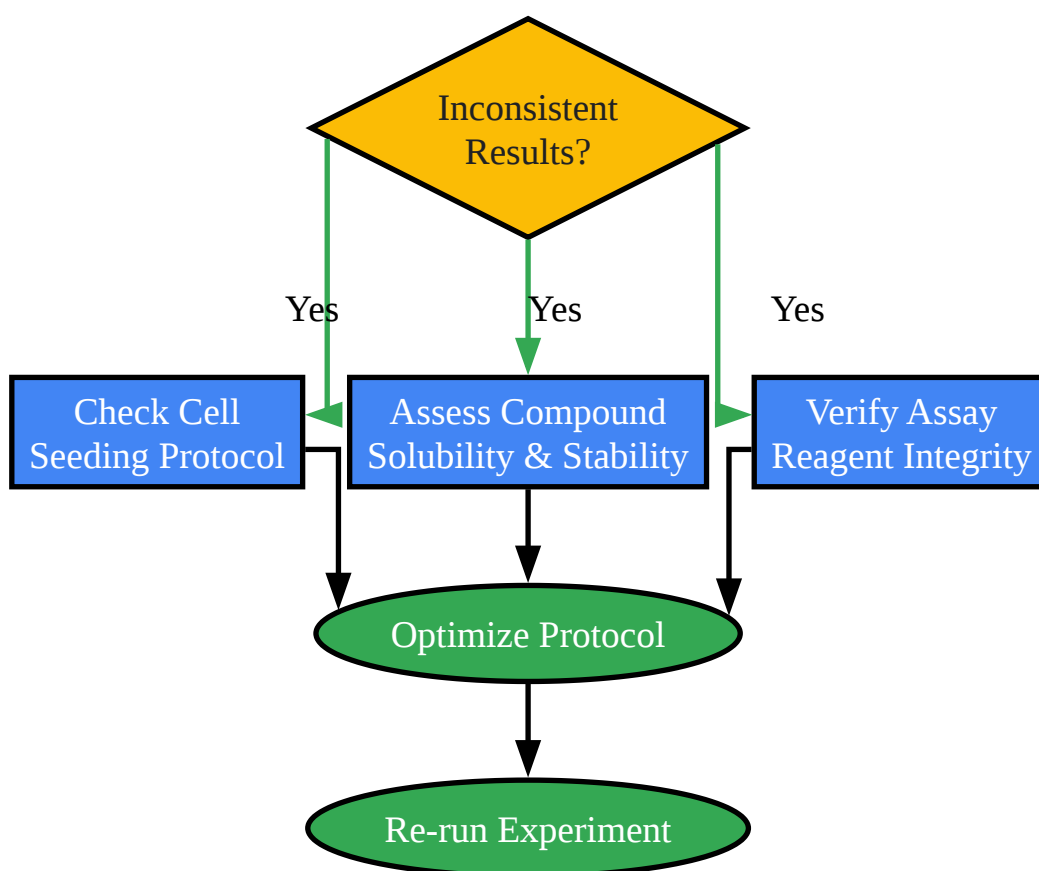 Inconsistent
Results?
Yes
Yes
Yes
Check Cell
Seeding Protocol
Assess Compound
Solubility & Stability
Verify Assay
Reagent Integrity
Optimize Protocol
Re-run Experiment